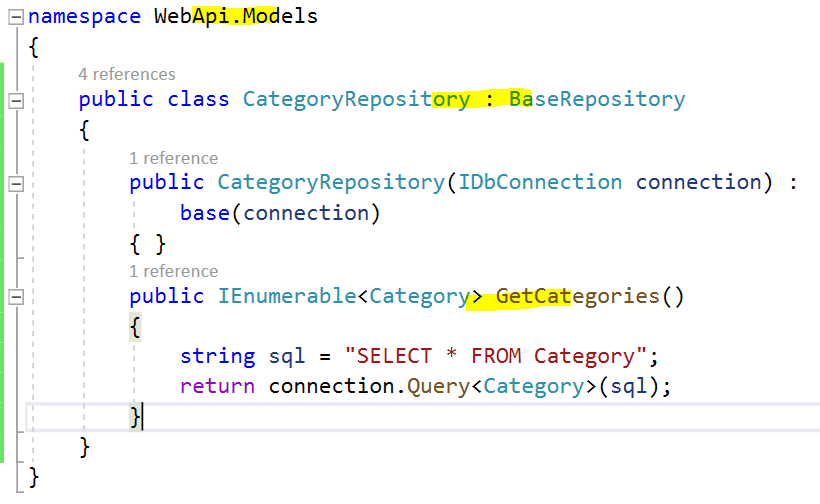 namespace WebApi.Models
{
4 references
public class CategoryRepository : BaseRepository
{
1 reference
public CategoryRepository(IDbConnection connection) :
base(connection)
{ }
1 reference
public IEnumerable<Category> GetCategories()
{
string sql = "SELECT * FROM Category";
return connection.Query<Category>(sql);
}
}
}